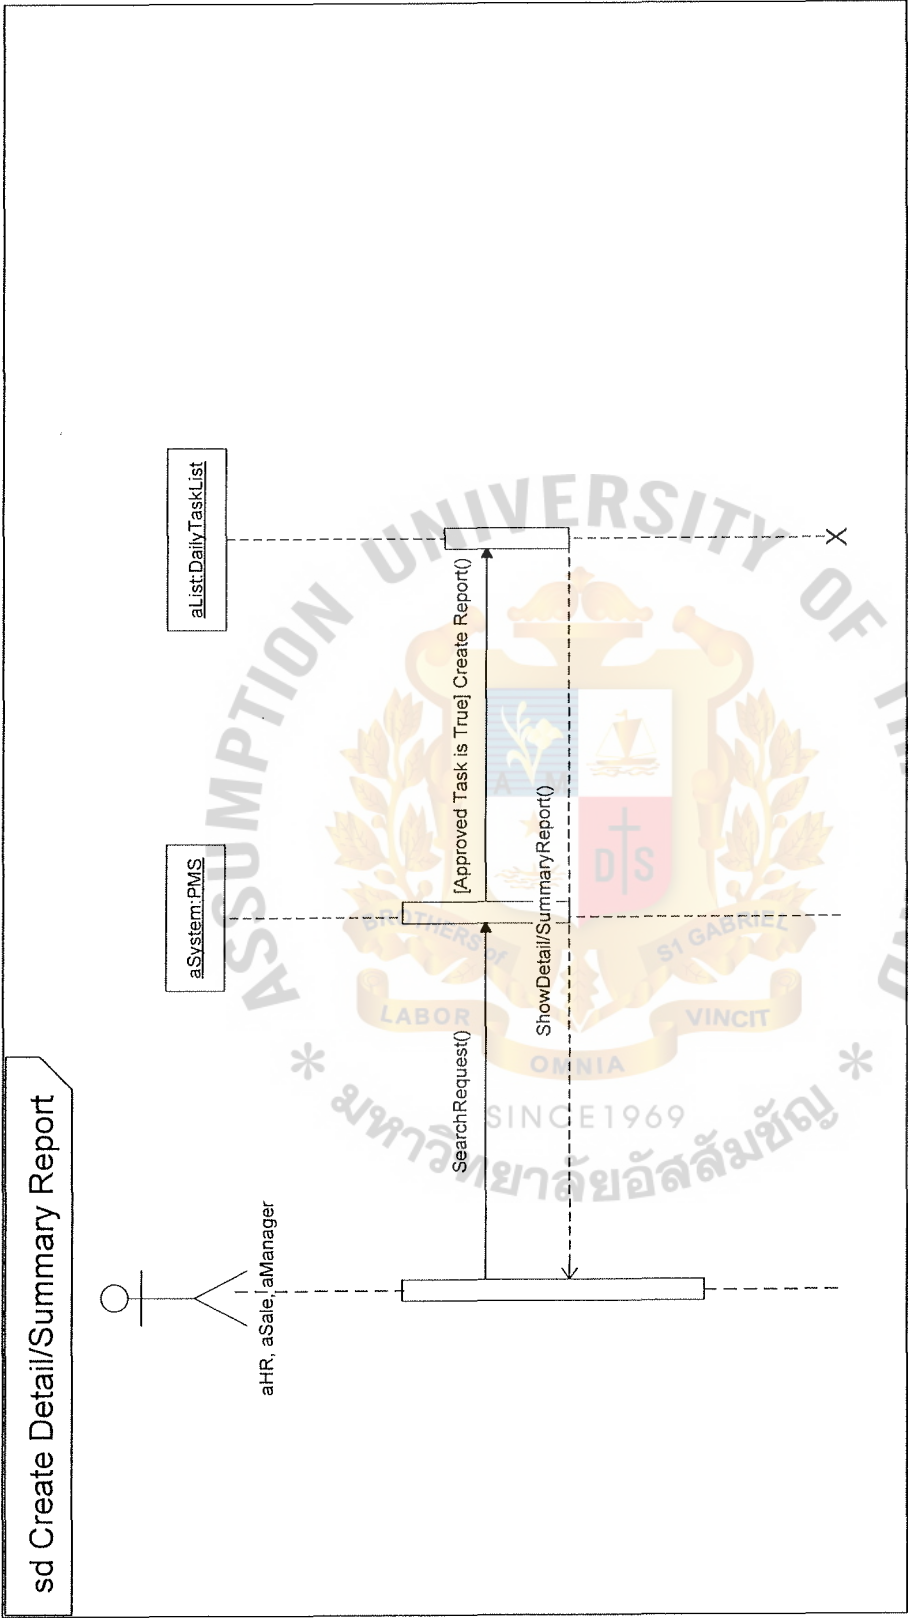 sd Create Detail/Summary Report
aHR, aSale, aManager
aSystem:PMS
aList:DailyTaskList
SearchRequest()
[Approved Task is True] Create Report()
ShowDetail/SummaryReport()
X
ASSUMPTION UNIVERSITY OF
A M
D S
BROTHERS of
S1 GABRIEL
LABOR
OMNIA
VINCIT
SINCE1969
* มหาวิทยาลัยอัสสัมชัญ *